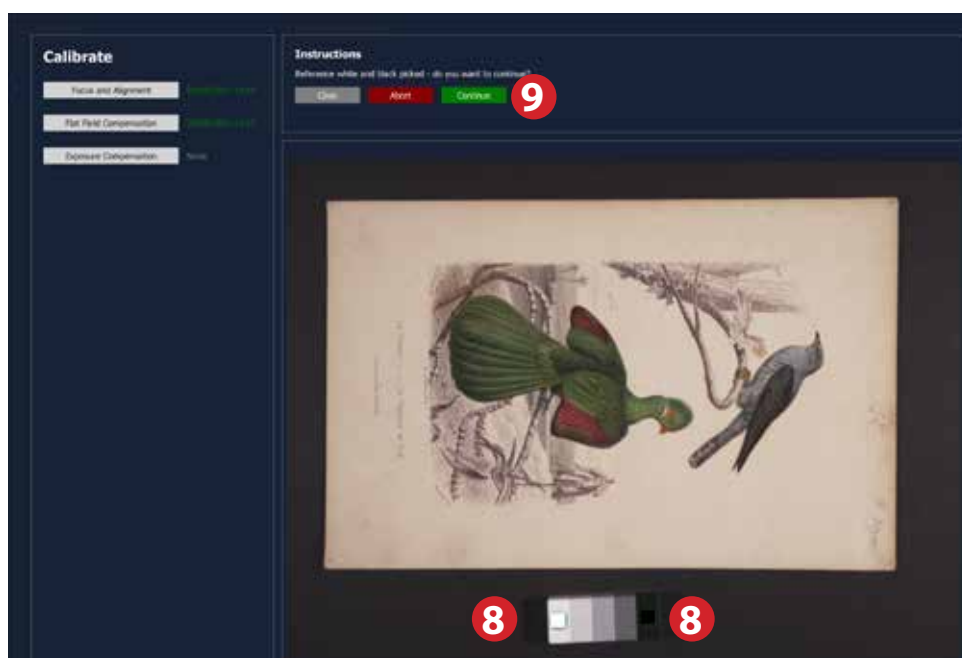 Calibrate
Focus and Alignment
Flat Field Compensation
Exposure Compensation None
Instructions
Reference white and black picked - do you want to continue?
Clear Abort Continue
9
8 8